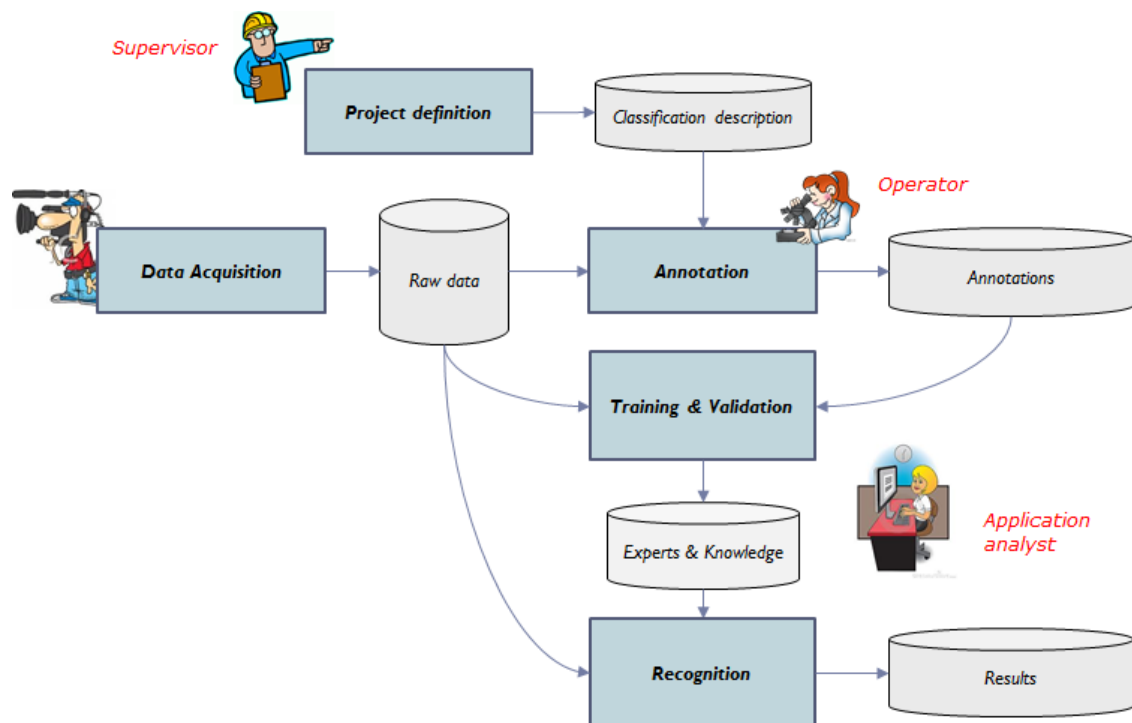 Supervisor
Project definition
Classification description
Operator
Data Acquisition
Raw data
Annotation
Annotations
Training & Validation
Experts & Knowledge
Application
analyst
Recognition
Results